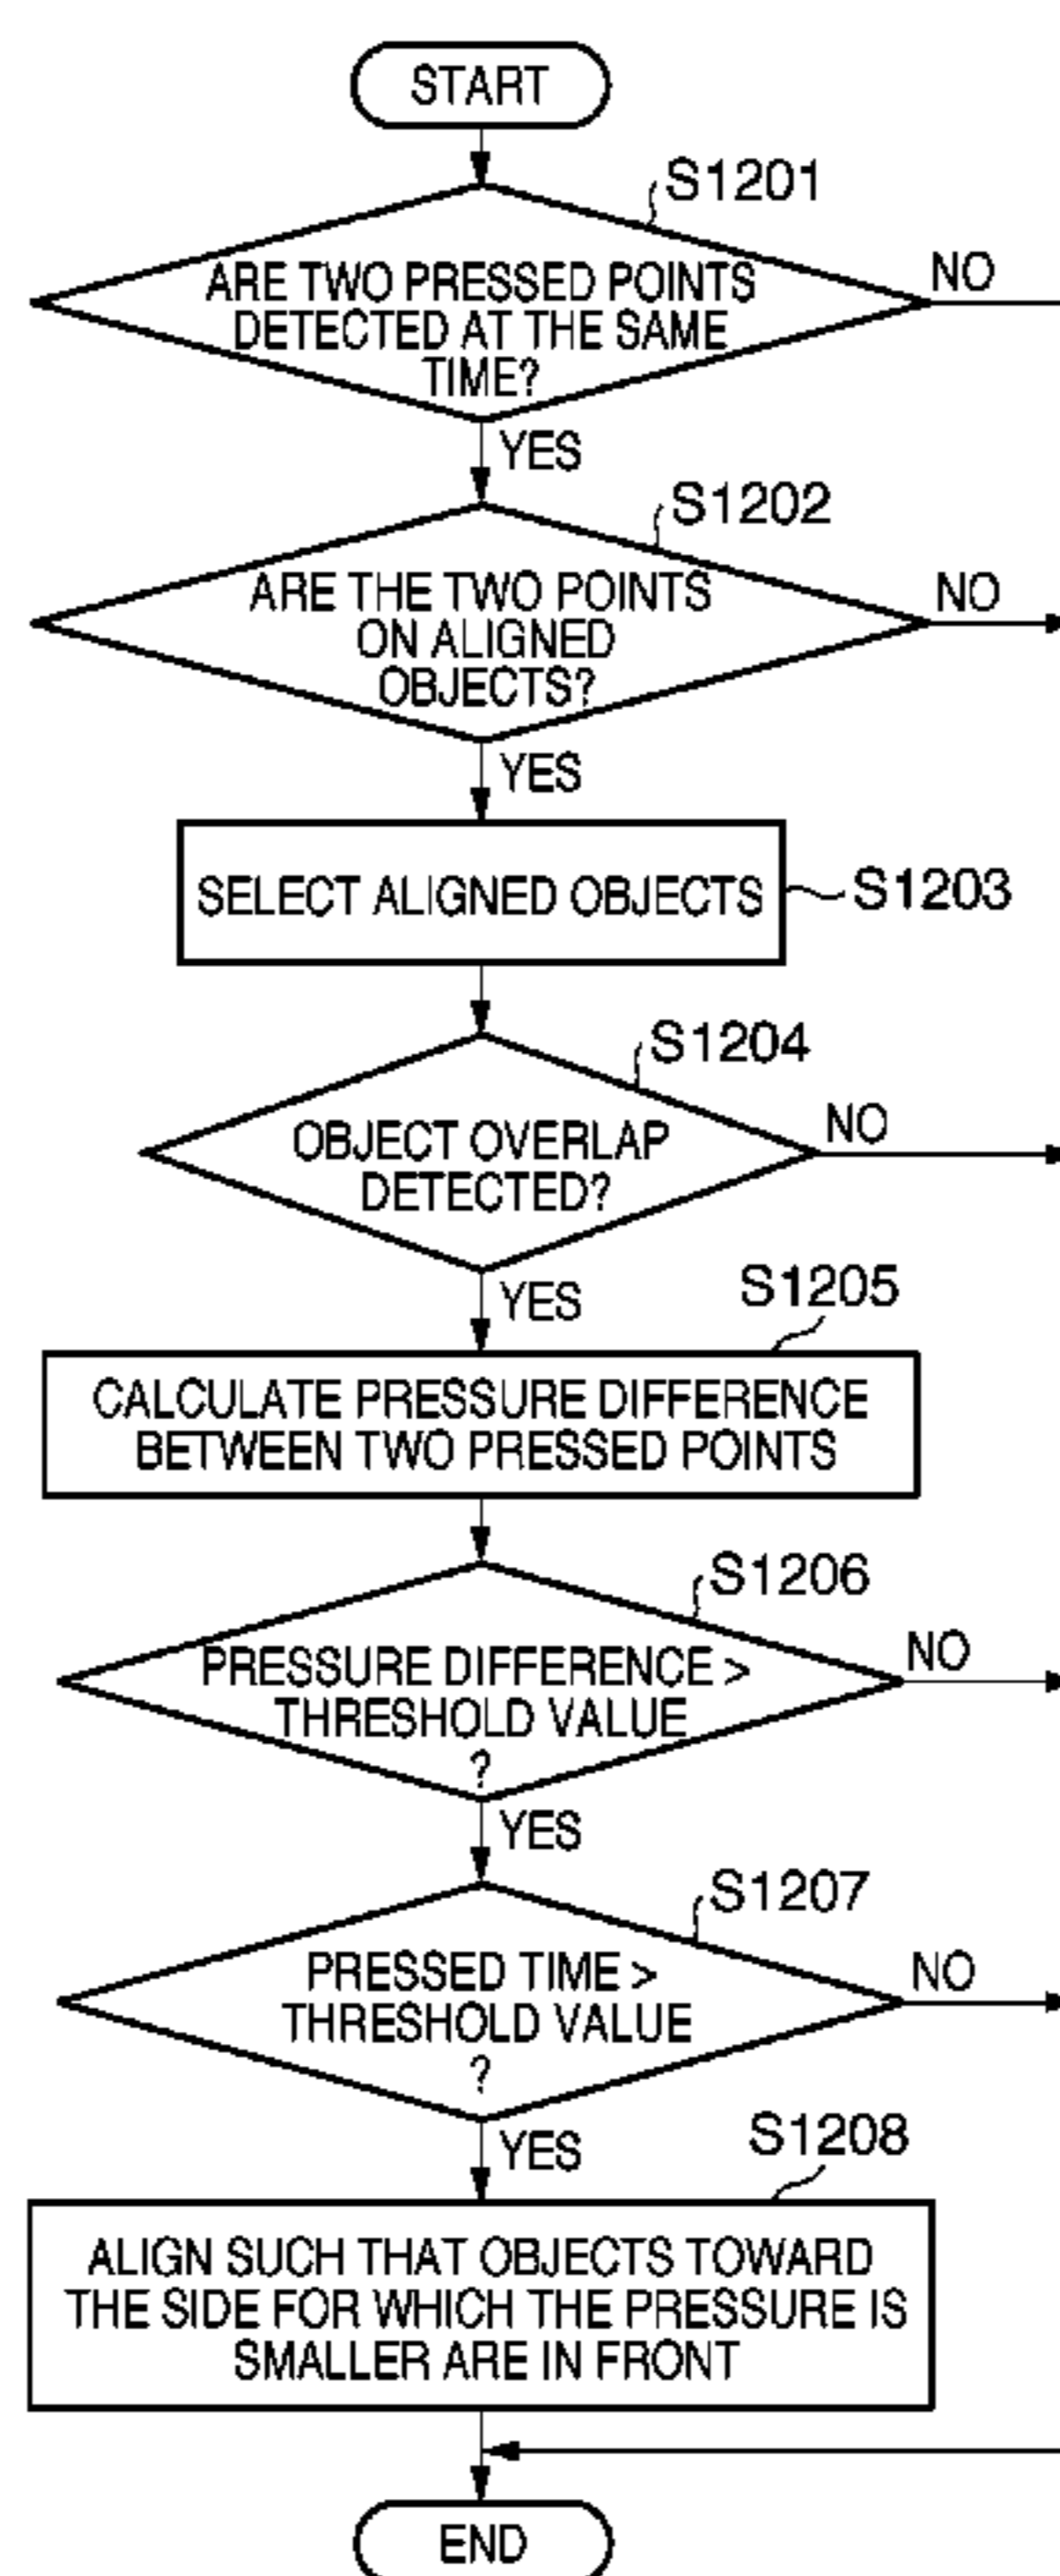 START
S1201
ARE TWO PRESSED POINTS
DETECTED AT THE SAME
TIME?
NO
YES
S1202
ARE THE TWO POINTS
ON ALIGNED
OBJECTS?
NO
YES
SELECT ALIGNED OBJECTS
S1203
S1204
OBJECT OVERLAP
DETECTED?
NO
YES
S1205
CALCULATE PRESSURE DIFFERENCE
BETWEEN TWO PRESSED POINTS
S1206
PRESSURE DIFFERENCE >
THRESHOLD VALUE
?
NO
YES
S1207
PRESSED TIME >
THRESHOLD VALUE
?
NO
YES
S1208
ALIGN SUCH THAT OBJECTS TOWARD
THE SIDE FOR WHICH THE PRESSURE IS
SMALLER ARE IN FRONT
END